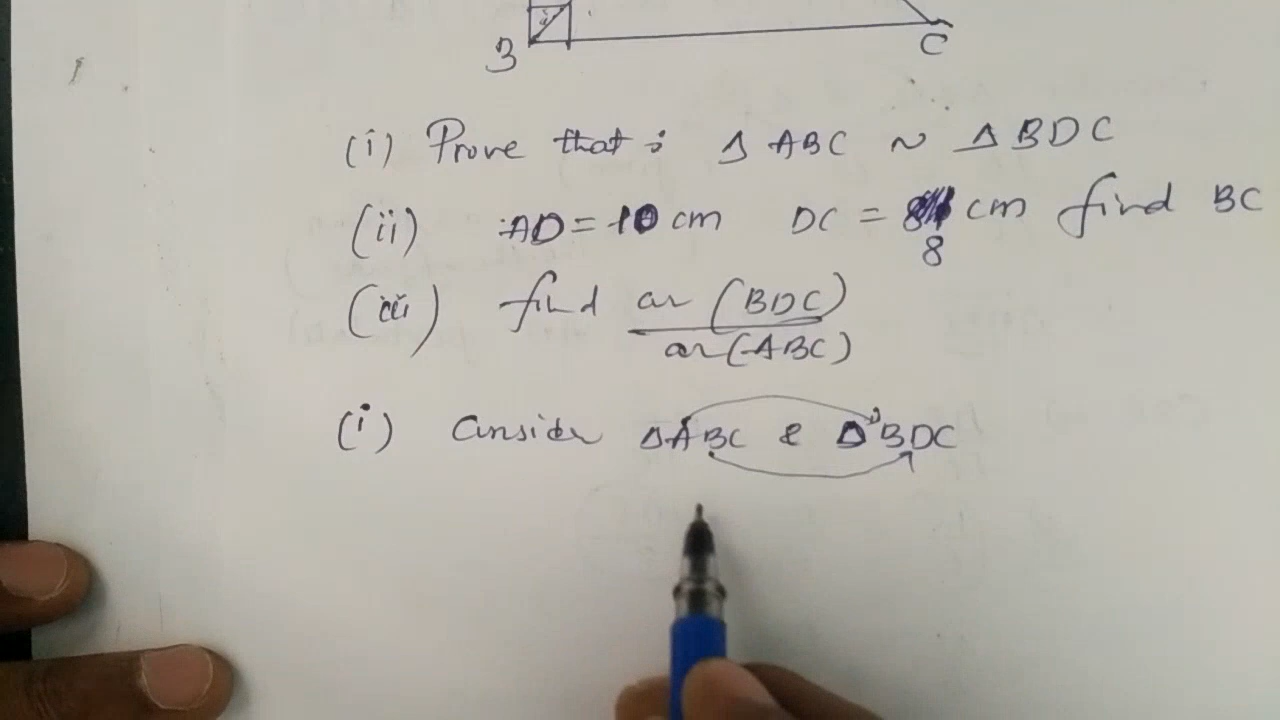 B C
(i) Prove that : Δ ABC ~ Δ BDC
(ii) AD = 10 cm DC = 8 cm find BC
(iii) find ar (BDC)
ar (ABC)
(i) Consider ΔABC & ΔBDC